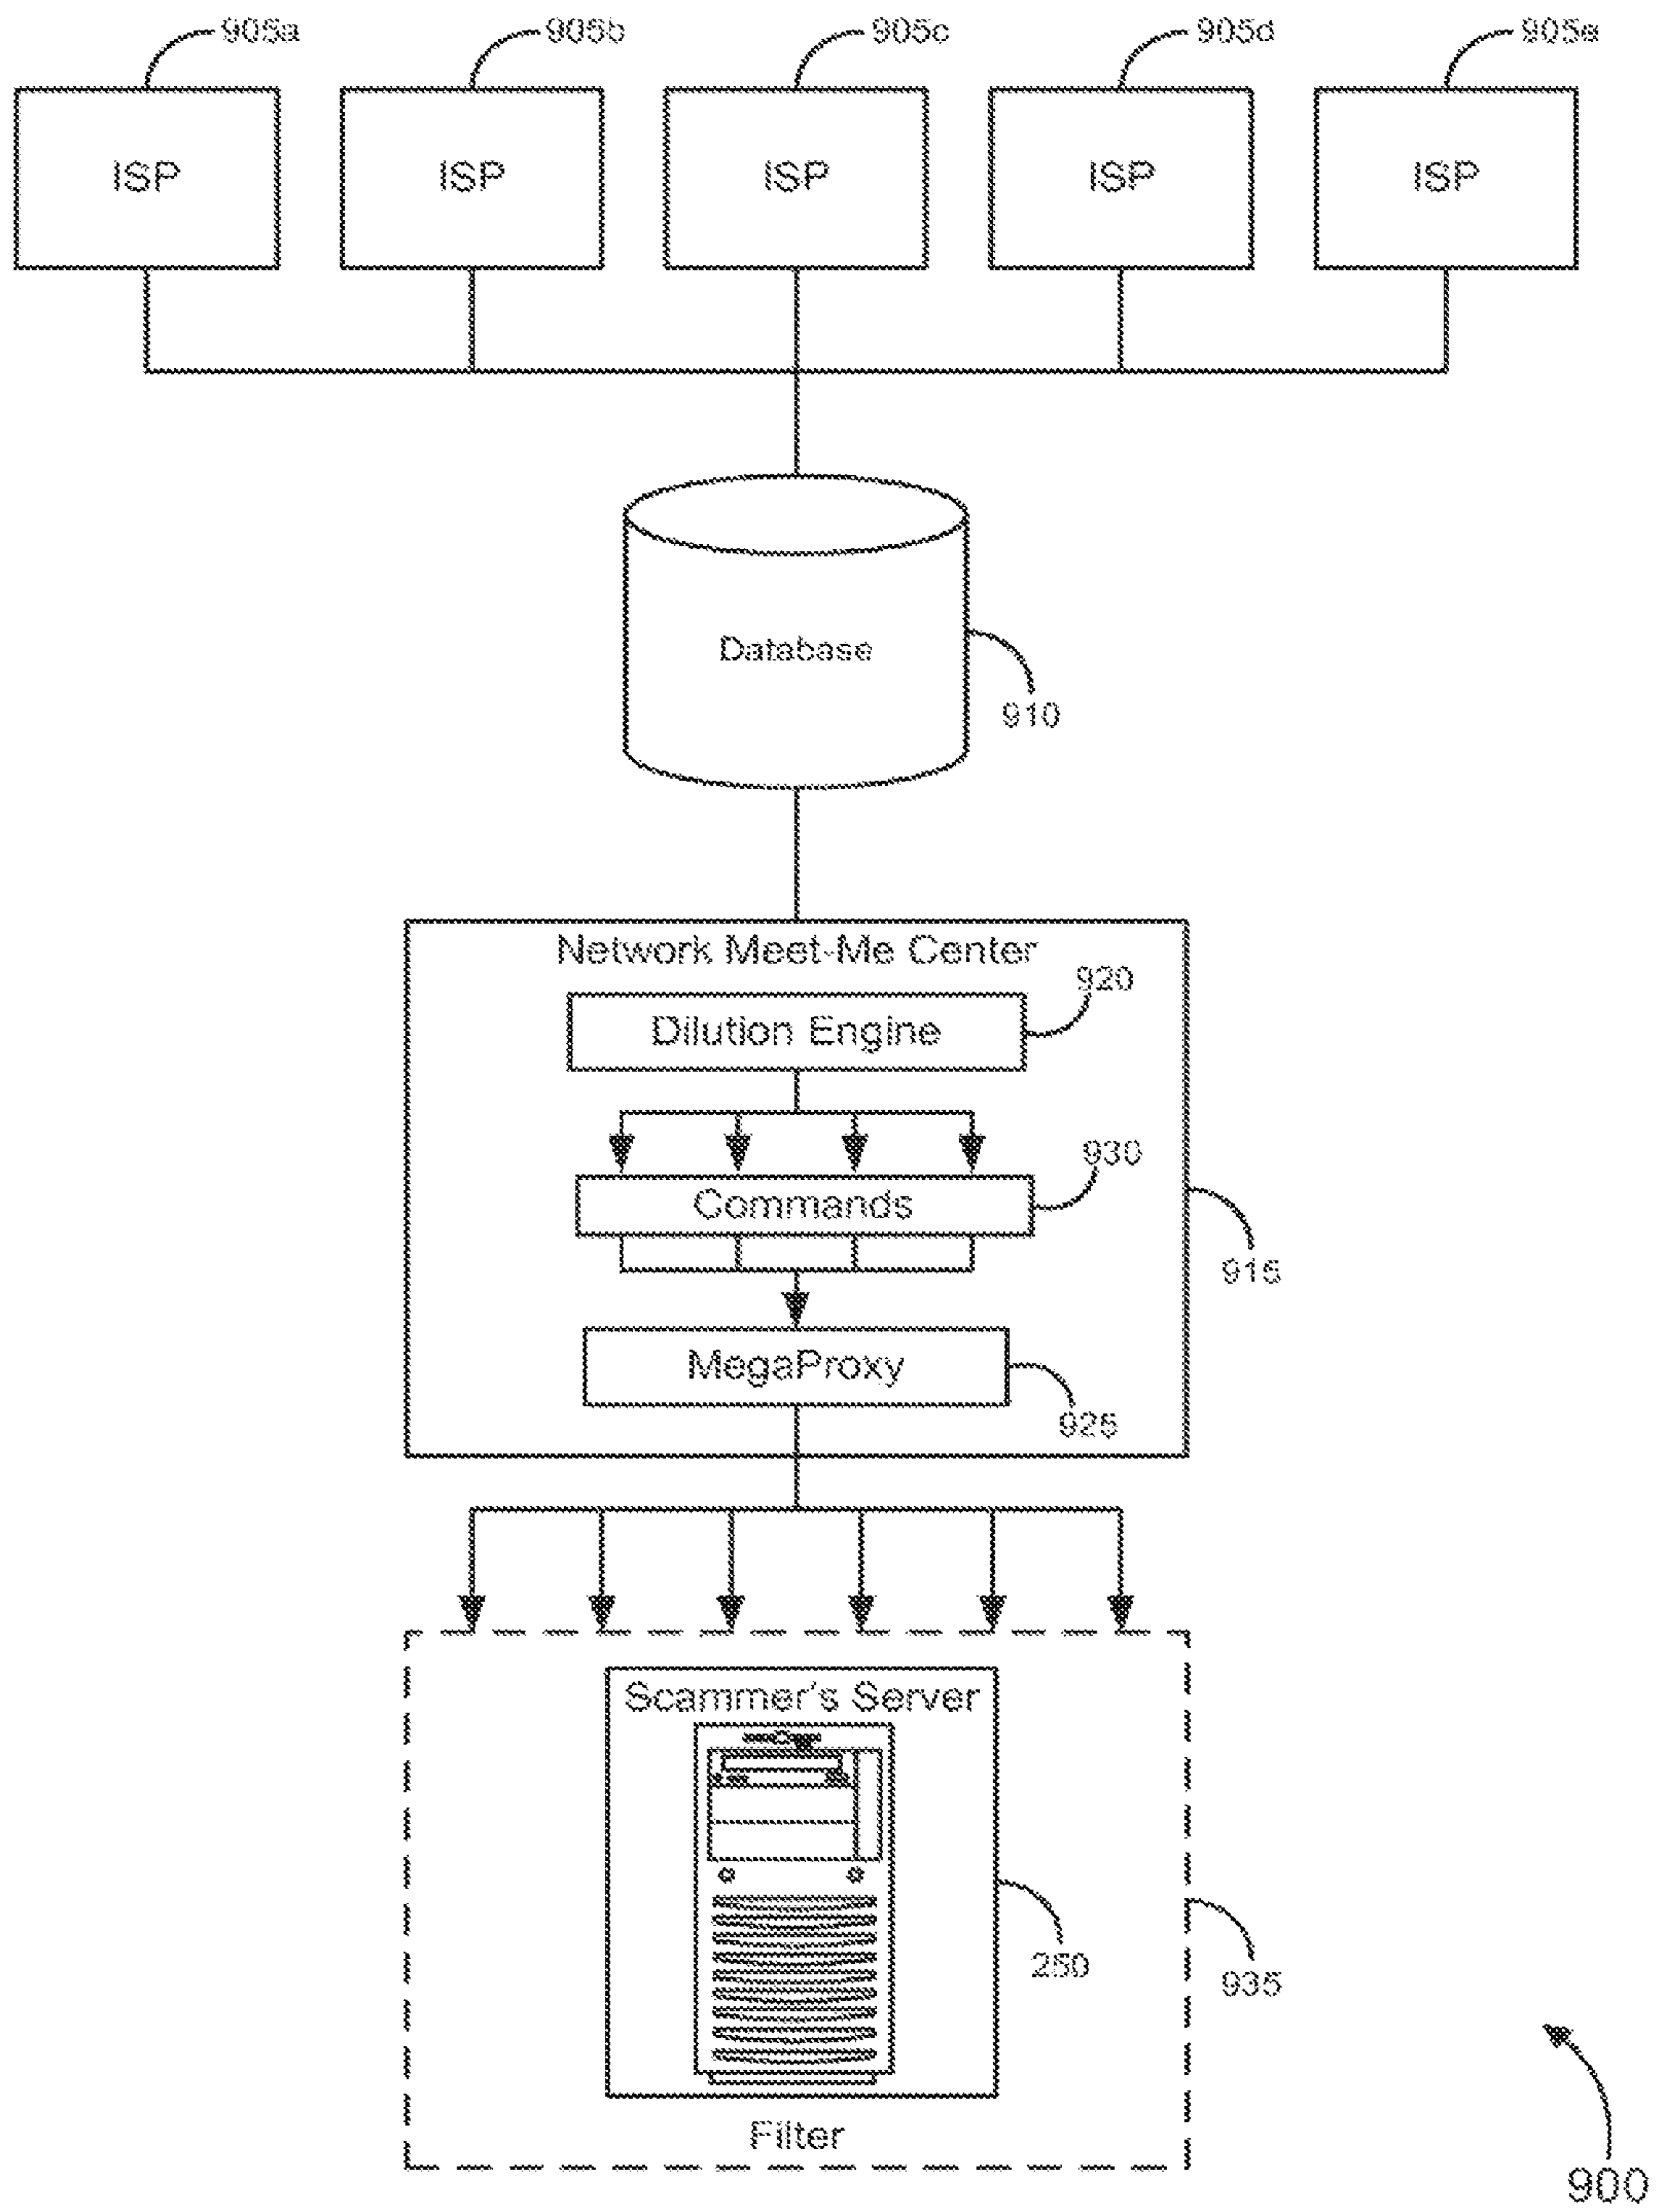 905a 905b 905c 905d 905e
ISP ISP ISP ISP ISP
Database
910
Network Meet-Me Center
920
Dilution Engine
930
Commands
915
MegaProxy
925
Scammer's Server
250
935
Filter
900